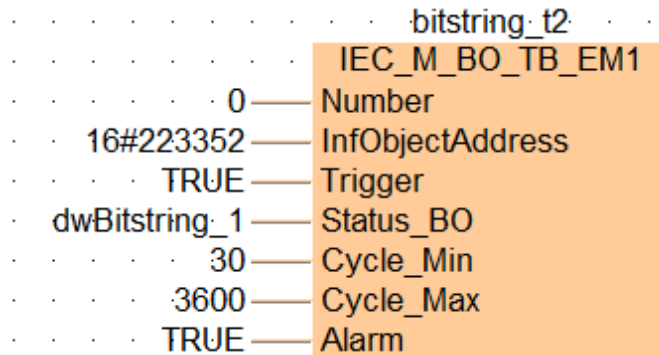 bitstring_t2
IEC_M_BO_TB_EM1
0 Number
16#223352 InfObjectAddress
TRUE Trigger
dwBitstring_1 Status_BO
30 Cycle_Min
3600 Cycle_Max
TRUE Alarm